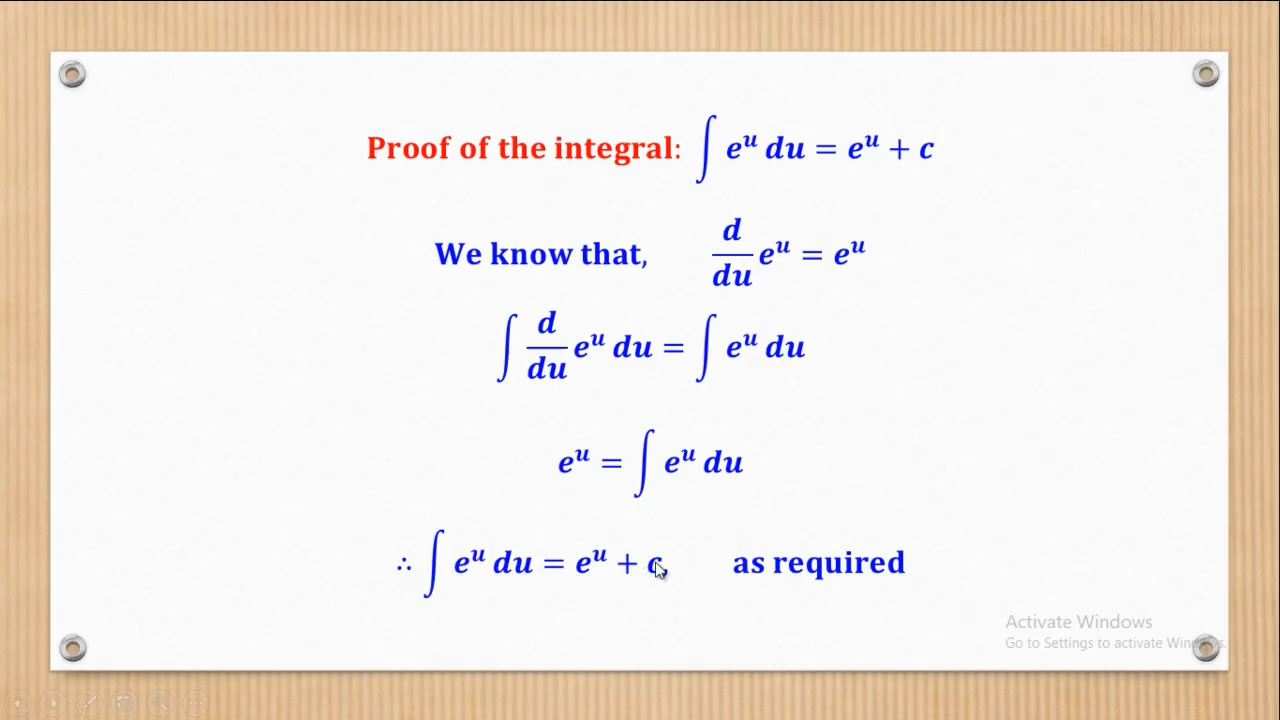 Proof of the integral: ∫ eᵘ du = eᵘ + c
We know that, d/du eᵘ = eᵘ
∫ d/du eᵘ du = ∫ eᵘ du
eᵘ = ∫ eᵘ du
∴ ∫ eᵘ du = eᵘ + c, as required
Activate Windows
Go to Settings to activate Windows.